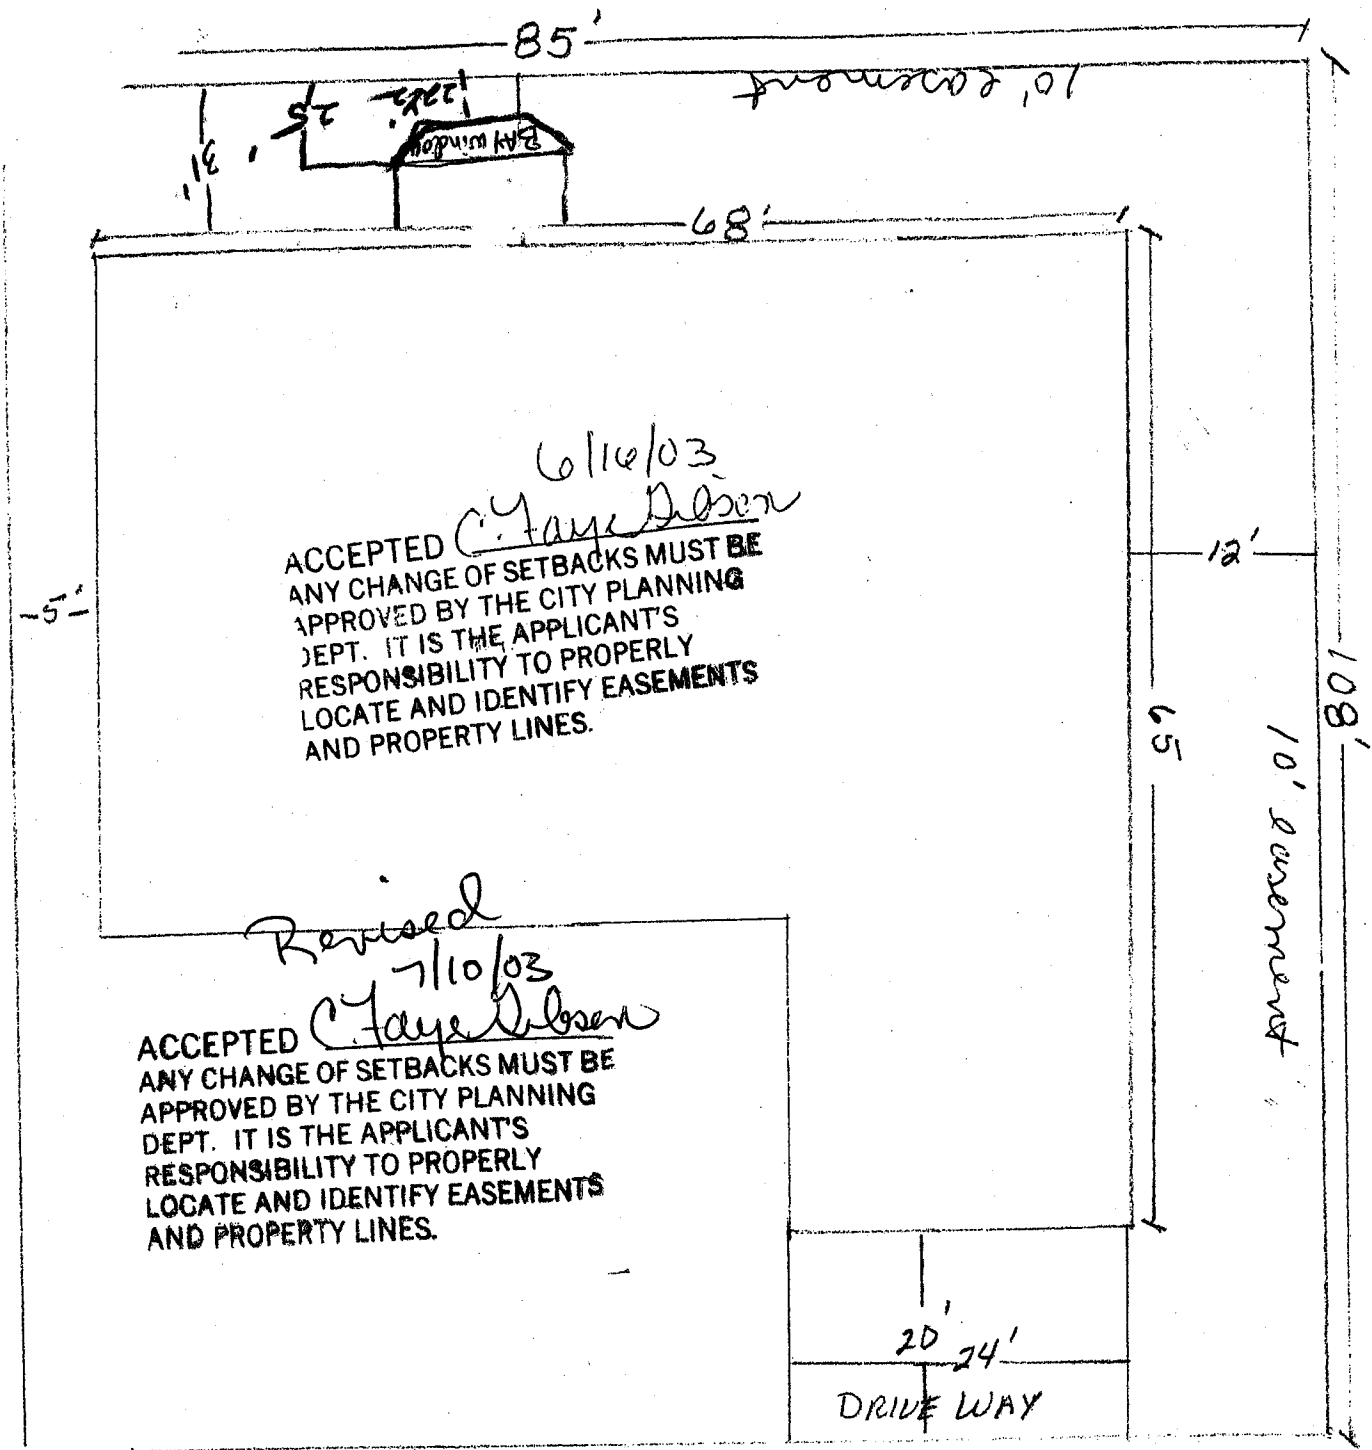 85'
10' easement
22 1/2'
25'
31'
BAY window
68'
6/16/03
ACCEPTED C. Faye Gibson
ANY CHANGE OF SETBACKS MUST BE
APPROVED BY THE CITY PLANNING
DEPT. IT IS THE APPLICANT'S
RESPONSIBILITY TO PROPERLY
LOCATE AND IDENTIFY EASEMENTS
AND PROPERTY LINES.
5'
12'
108'
65
10' easement
Revised
7/10/03
ACCEPTED C. Faye Gibson
ANY CHANGE OF SETBACKS MUST BE
APPROVED BY THE CITY PLANNING
DEPT. IT IS THE APPLICANT'S
RESPONSIBILITY TO PROPERLY
LOCATE AND IDENTIFY EASEMENTS
AND PROPERTY LINES.
20'
24'
DRIVE WAY